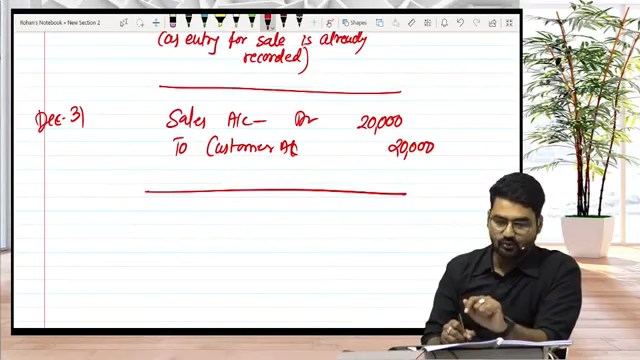 Rohan's Notebook • New Section 2
Shapes
(as entry for sale is already
recorded)
Dec. 31
Sales A/c — Dr 20,000
To Customer A/c 20,000